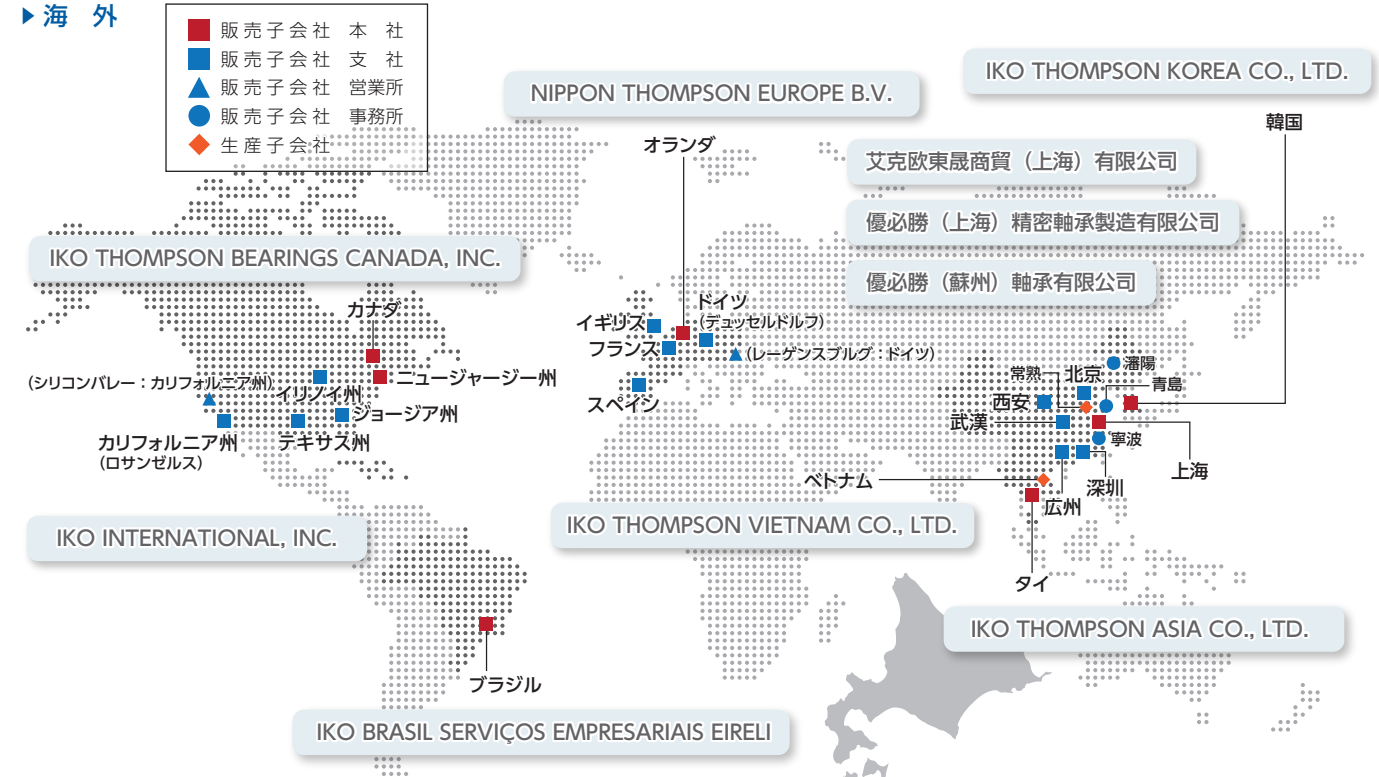 ▶海 外
販売子会社 本 社
販売子会社 支 社
販売子会社 営業所
販売子会社 事務所
生産子会社
NIPPON THOMPSON EUROPE B.V.
IKO THOMPSON KOREA CO., LTD.
韓国
オランダ
艾克欧東晟商貿（上海）有限公司
優必勝（上海）精密軸承製造有限公司
優必勝（蘇州）軸承有限公司
IKO THOMPSON BEARINGS CANADA, INC.
カナダ
イギリス
ドイツ
（デュッセルドルフ）
フランス
（レーゲンスブルグ：ドイツ）
スペイン
（シリコンバレー：カリフォルニア州）
イリノイ州
ニュージャージー州
ジョージア州
カリフォルニア州
（ロサンゼルス）
テキサス州
瀋陽
常熟
北京
青島
西安
武漢
寧波
上海
深圳
広州
ベトナム
タイ
IKO INTERNATIONAL, INC.
IKO THOMPSON VIETNAM CO., LTD.
IKO THOMPSON ASIA CO., LTD.
ブラジル
IKO BRASIL SERVIÇOS EMPRESARIAIS EIRELI